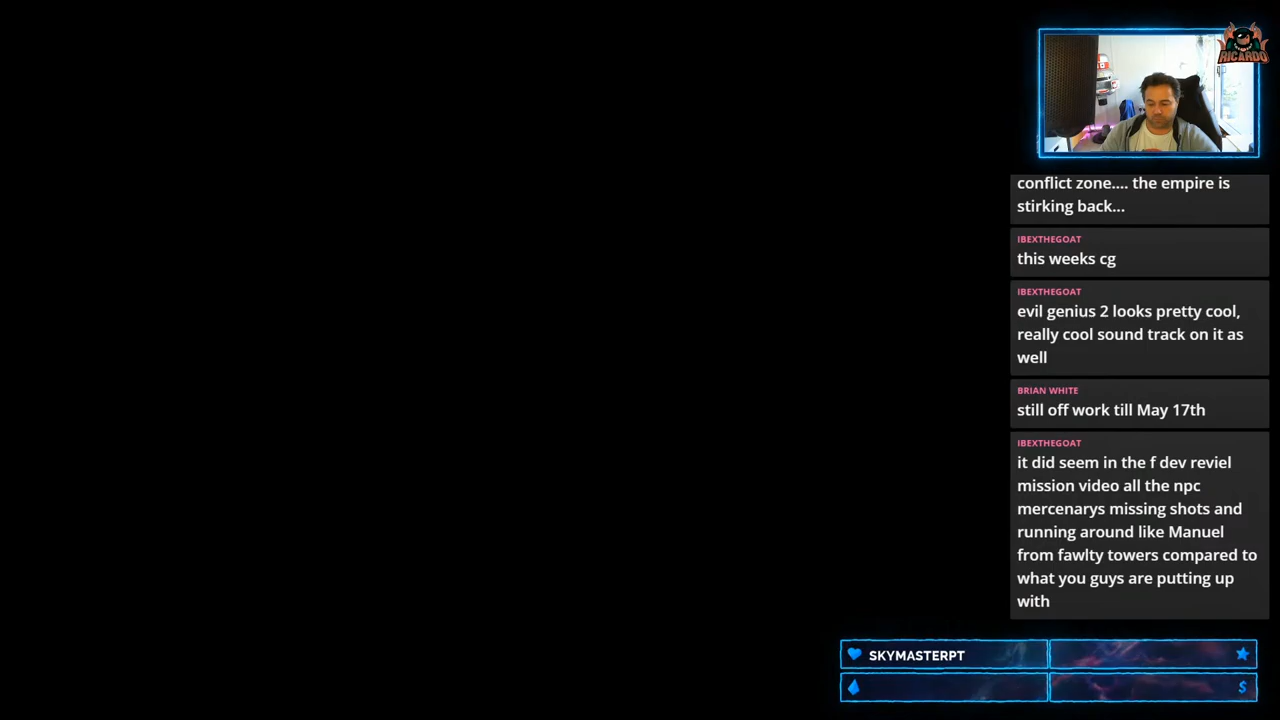 RICARDO
conflict zone.... the empire is
stirking back...
IBEXTHEGOAT
this weeks cg
IBEXTHEGOAT
evil genius 2 looks pretty cool,
really cool sound track on it as
well
BRIAN WHITE
still off work till May 17th
IBEXTHEGOAT
it did seem in the f dev reviel
mission video all the npc
mercenarys missing shots and
running around like Manuel
from fawlty towers compared to
what you guys are putting up
with
SKYMASTERPT
$